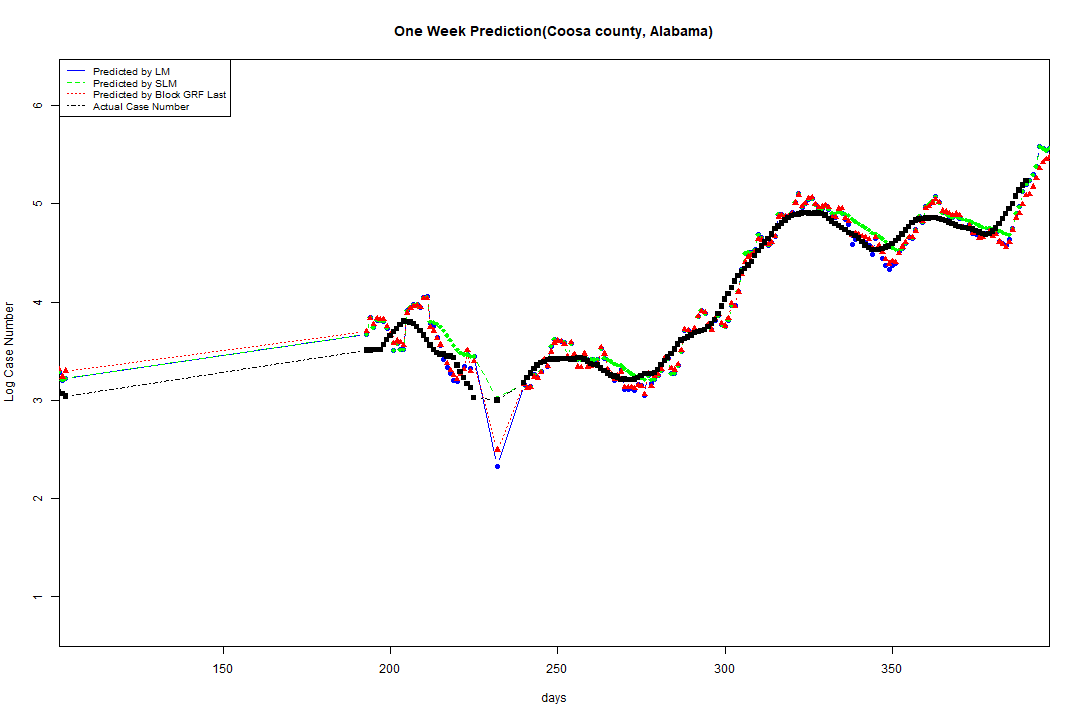 One Week Prediction(Coosa county, Alabama)
Predicted by LM
Predicted by SLM
Predicted by Block GRF Last
Actual Case Number
6
5
4
3
2
1
Log Case Number
150 200 250 300 350
days